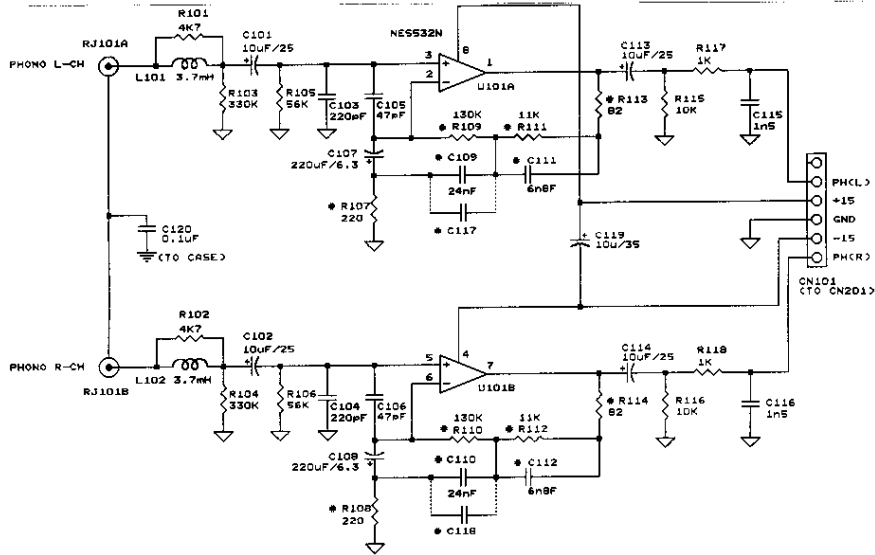 R101
4K7
C101
10uF/25
RJ101A
PHONO L-CH
L101 3.7mH
R103
330K
R105
56K
C103
220pF
C105
47pF
NE5532N
3
2
8
1
+
-
U101A
C107
220uF/6.3
* R107
220
130K
* R109
11K
* R111
* C109
24nF
* C111
6n8F
* C117
* R113
82
C113
10uF/25
R115
10K
R117
1K
C115
1n5
PH(L)
+15
GND
-15
PH(R)
CN101
(TO CN201)
C119
10u/35
C120
0.1uF
(TO CASE)
R102
4K7
C102
10uF/25
PHONO R-CH
RJ101B
L102 3.7mH
R104
330K
R106
56K
C104
220pF
C106
47pF
5
6
4
7
+
-
U101B
C108
220uF/6.3
* R108
220
130K
* R110
11K
* R112
* C110
24nF
* C112
6n8F
* C118
* R114
82
C114
10uF/25
R116
10K
R118
1K
C116
1n5